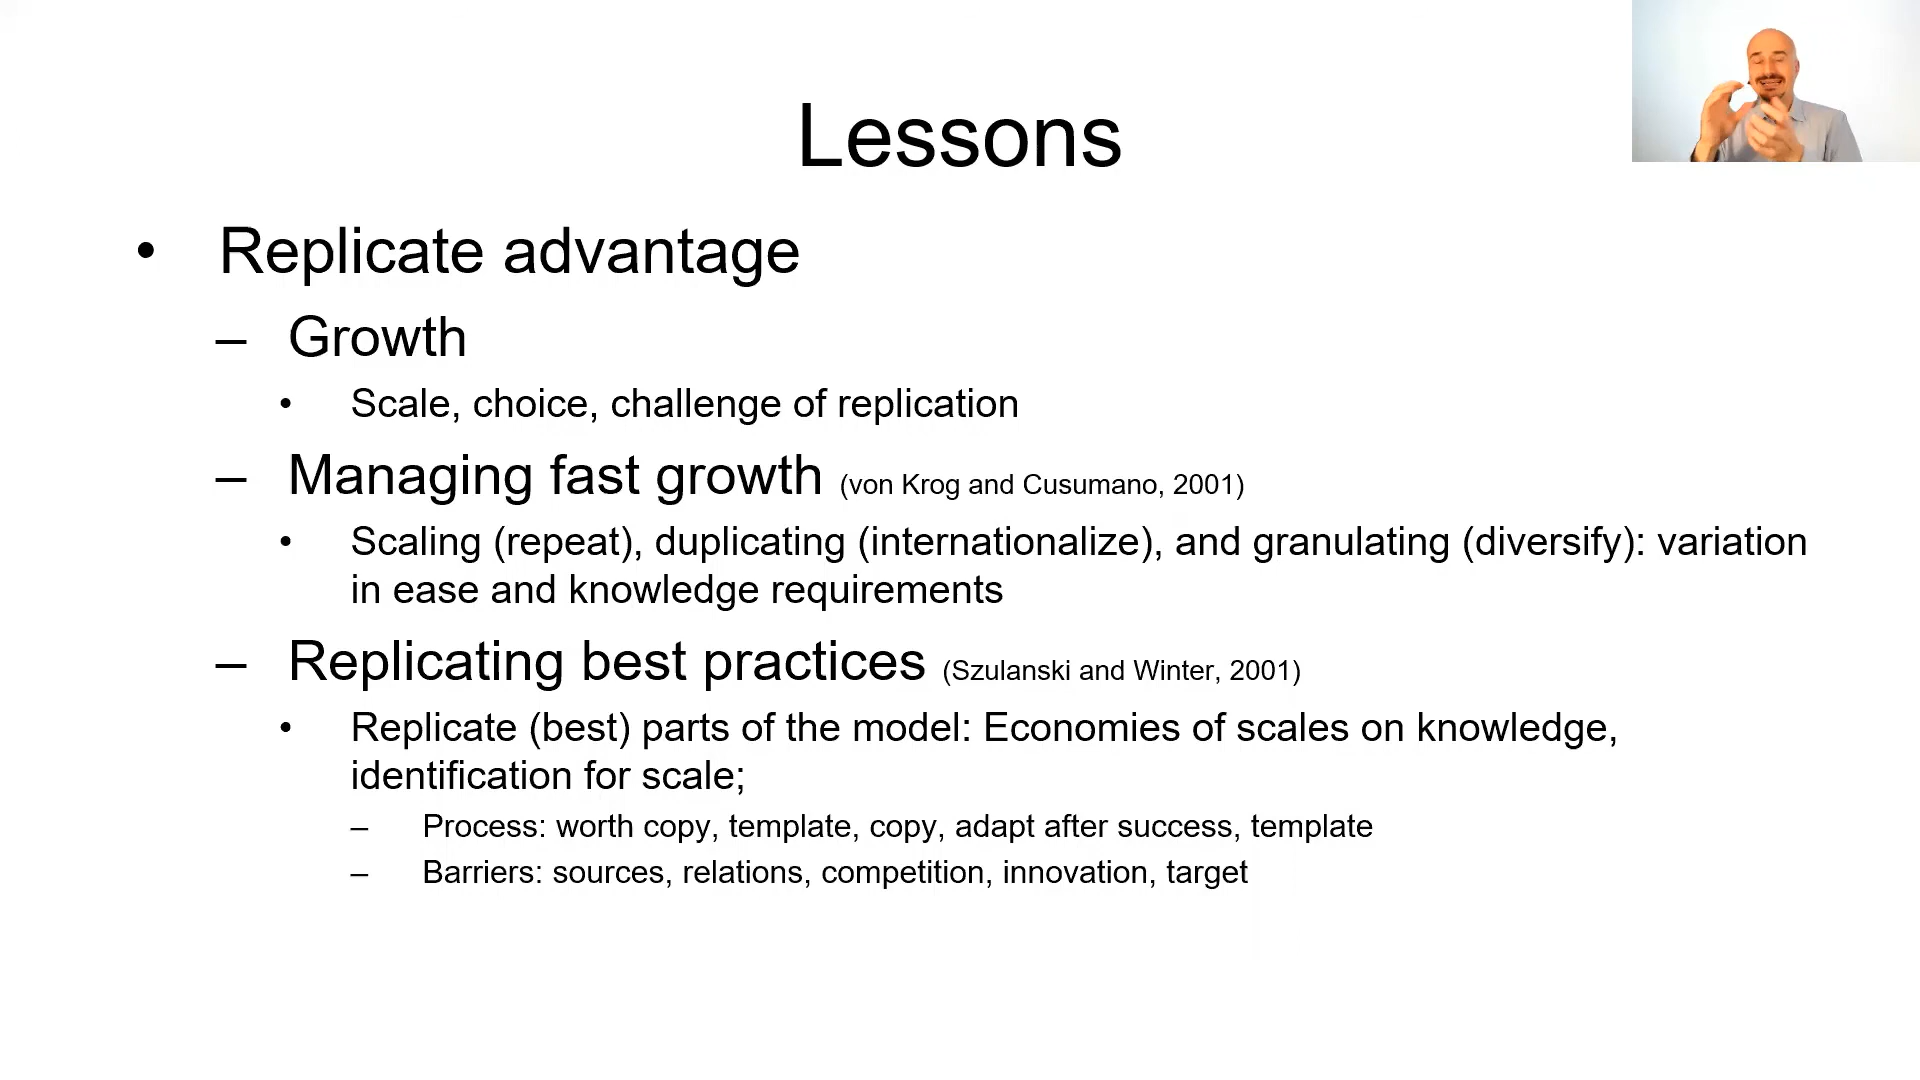 Lessons
• Replicate advantage
– Growth
• Scale, choice, challenge of replication
– Managing fast growth (von Krog and Cusumano, 2001)
• Scaling (repeat), duplicating (internationalize), and granulating (diversify): variation
in ease and knowledge requirements
– Replicating best practices (Szulanski and Winter, 2001)
• Replicate (best) parts of the model: Economies of scales on knowledge,
identification for scale;
– Process: worth copy, template, copy, adapt after success, template
– Barriers: sources, relations, competition, innovation, target